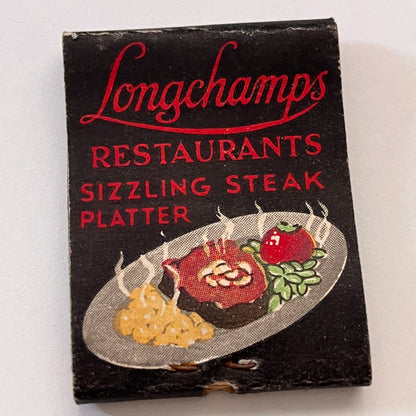 Longchamps
RESTAURANTS
SIZZLING STEAK
PLATTER